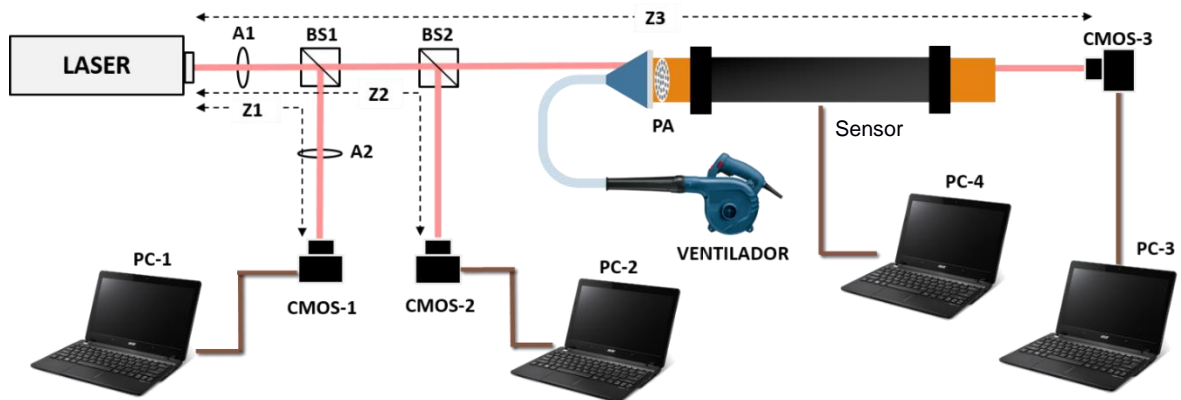 Z3
A1
BS1
BS2
CMOS-3
LASER
Z2
Z1
PA
Sensor
A2
PC-4
PC-1
PC-2
VENTILADOR
PC-3
CMOS-1
CMOS-2